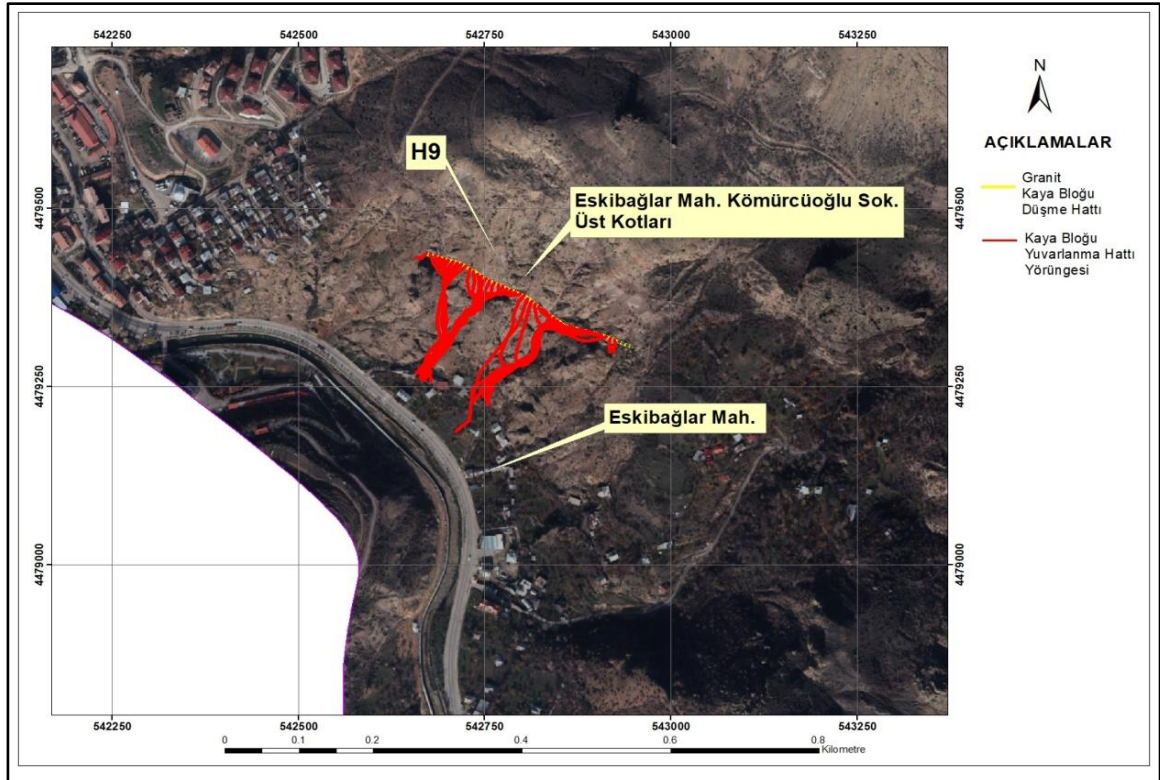 542250 542500 542750 543000 543250
N
AÇIKLAMALAR
Granit
Kaya Bloğu
Düşme Hattı
Kaya Bloğu
Yuvarlanma Hattı
Yörüngesi
H9
Eskibağlar Mah. Kömürcüoğlu Sok.
Üst Kotları
Eskibağlar Mah.
4479500 4479500
4479250 4479250
4479000 4479000
542250 542500 542750 543000 543250
0 0.1 0.2 0.4 0.6 0.8
Kilometre